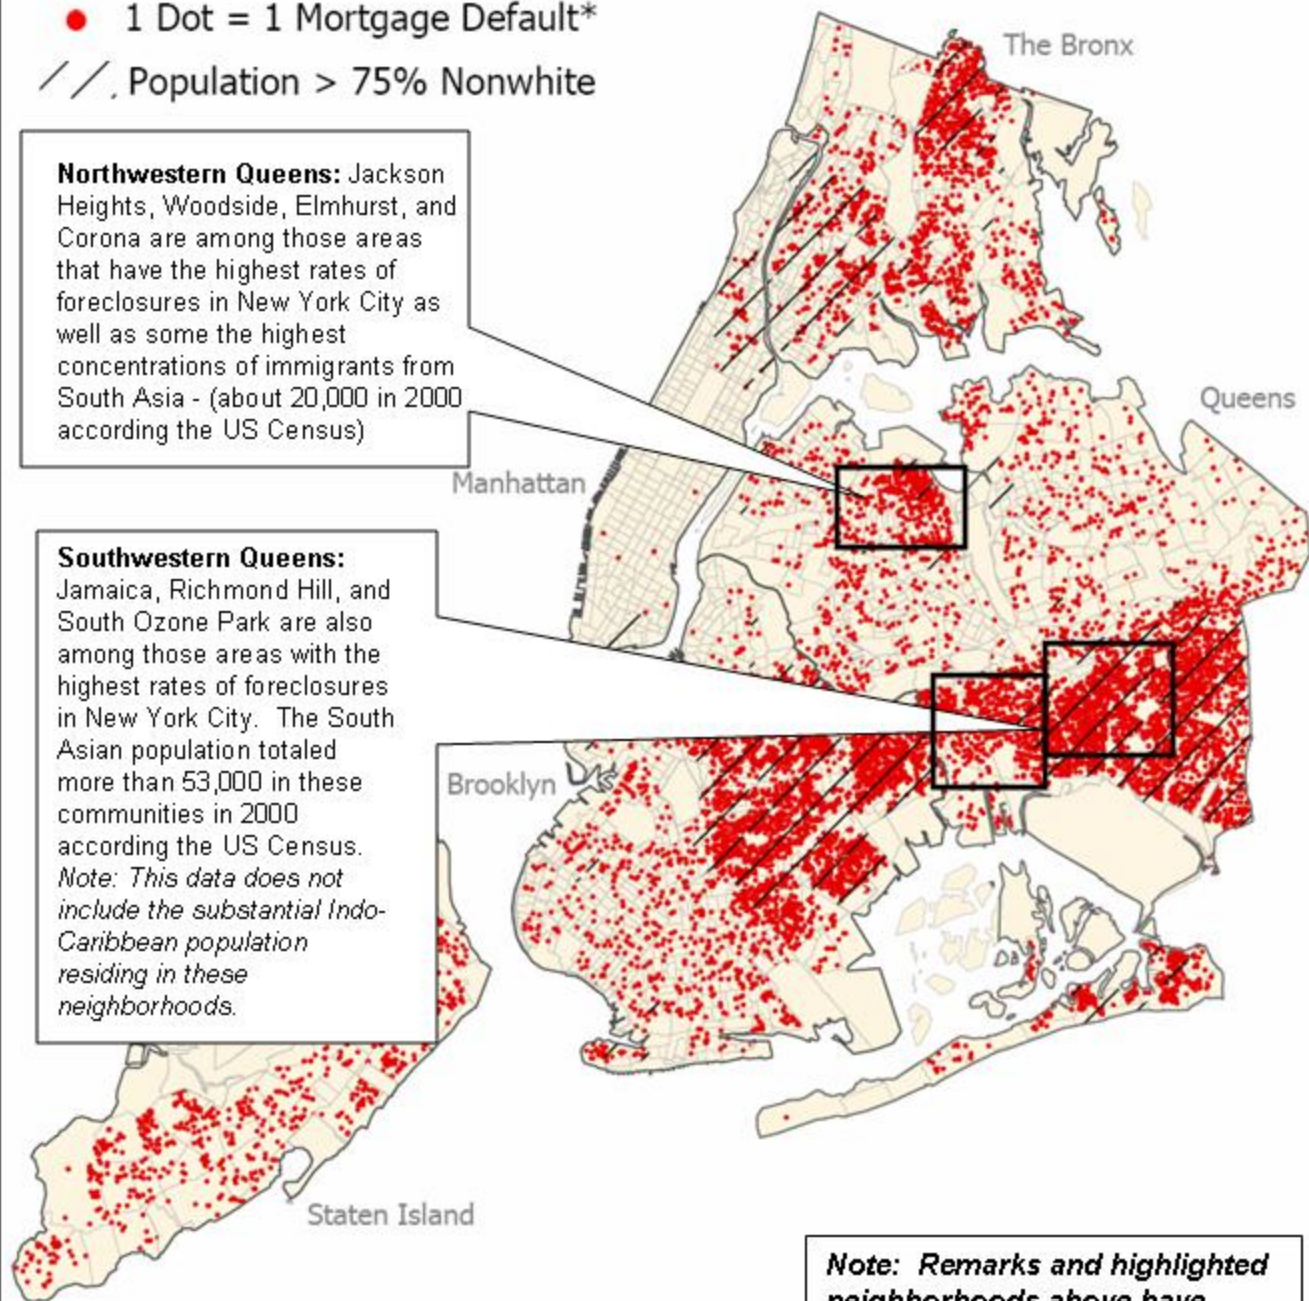 1 Dot = 1 Mortgage Default*
Population > 75% Nonwhite
The Bronx
Northwestern Queens: Jackson
Heights, Woodside, Elmhurst, and
Corona are among those areas
that have the highest rates of
foreclosures in New York City as
well as some the highest
concentrations of immigrants from
South Asia - (about 20,000 in 2000
according the US Census)
Queens
Manhattan
Southwestern Queens:
Jamaica, Richmond Hill, and
South Ozone Park are also
among those areas with the
highest rates of foreclosures
in New York City.  The South
Asian population totaled
more than 53,000 in these
communities in 2000
according the US Census.
Note: This data does not
include the substantial Indo-
Caribbean population
residing in these
neighborhoods.
Brooklyn
Staten Island
Note:  Remarks and highlighted
neighborhoods above have